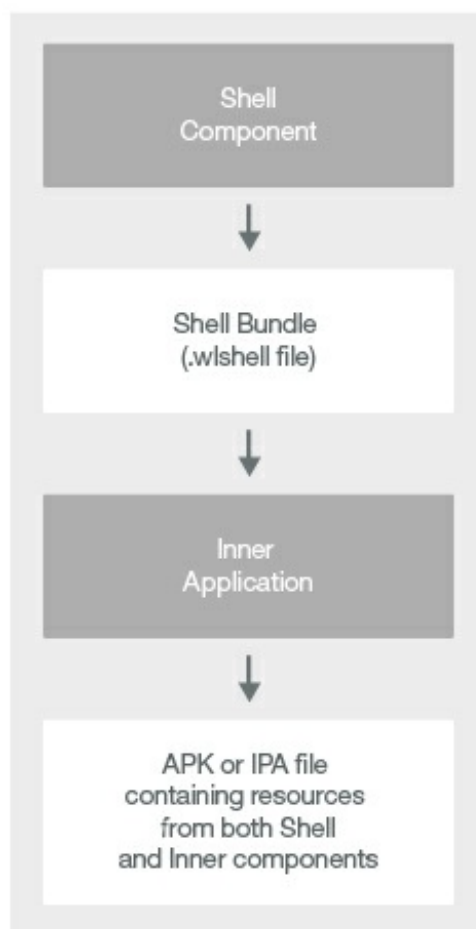 Shell
Component
Shell Bundle
(.wlshell file)
Inner
Application
APK or IPA file
containing resources
from both Shell
and Inner components